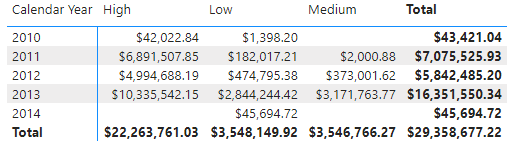 Calendar Year High Low Medium Total
2010 $42,022.84 $1,398.20 $43,421.04
2011 $6,891,507.85 $182,017.21 $2,000.88 $7,075,525.93
2012 $4,994,688.19 $474,795.38 $373,001.62 $5,842,485.20
2013 $10,335,542.15 $2,844,244.42 $3,171,763.77 $16,351,550.34
2014 $45,694.72 $45,694.72
Total $22,263,761.03 $3,548,149.92 $3,546,766.27 $29,358,677.22